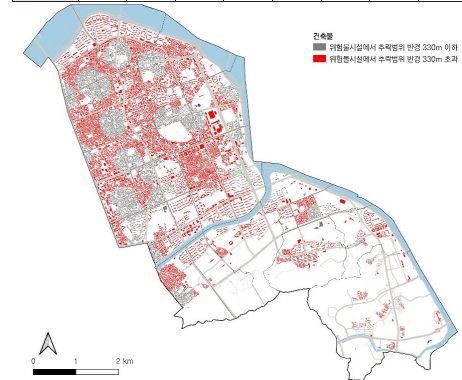 건축물
위험물시설에서 추락범위 반경 330m 이하
위험물시설에서 추락범위 반경 330m 초과
0 1 2 km